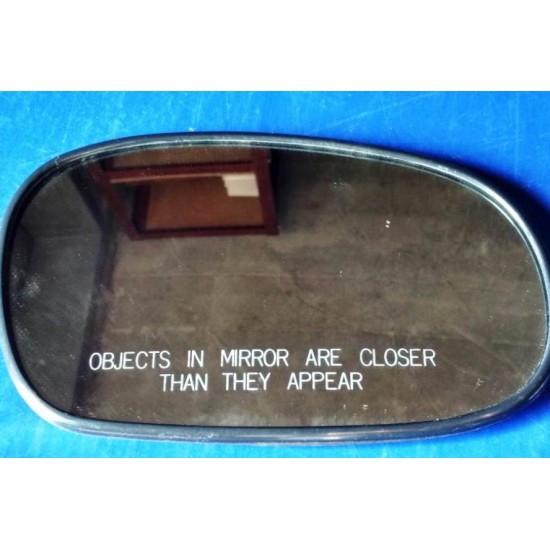 OBJECTS IN MIRROR ARE CLOSER
THAN THEY APPEAR